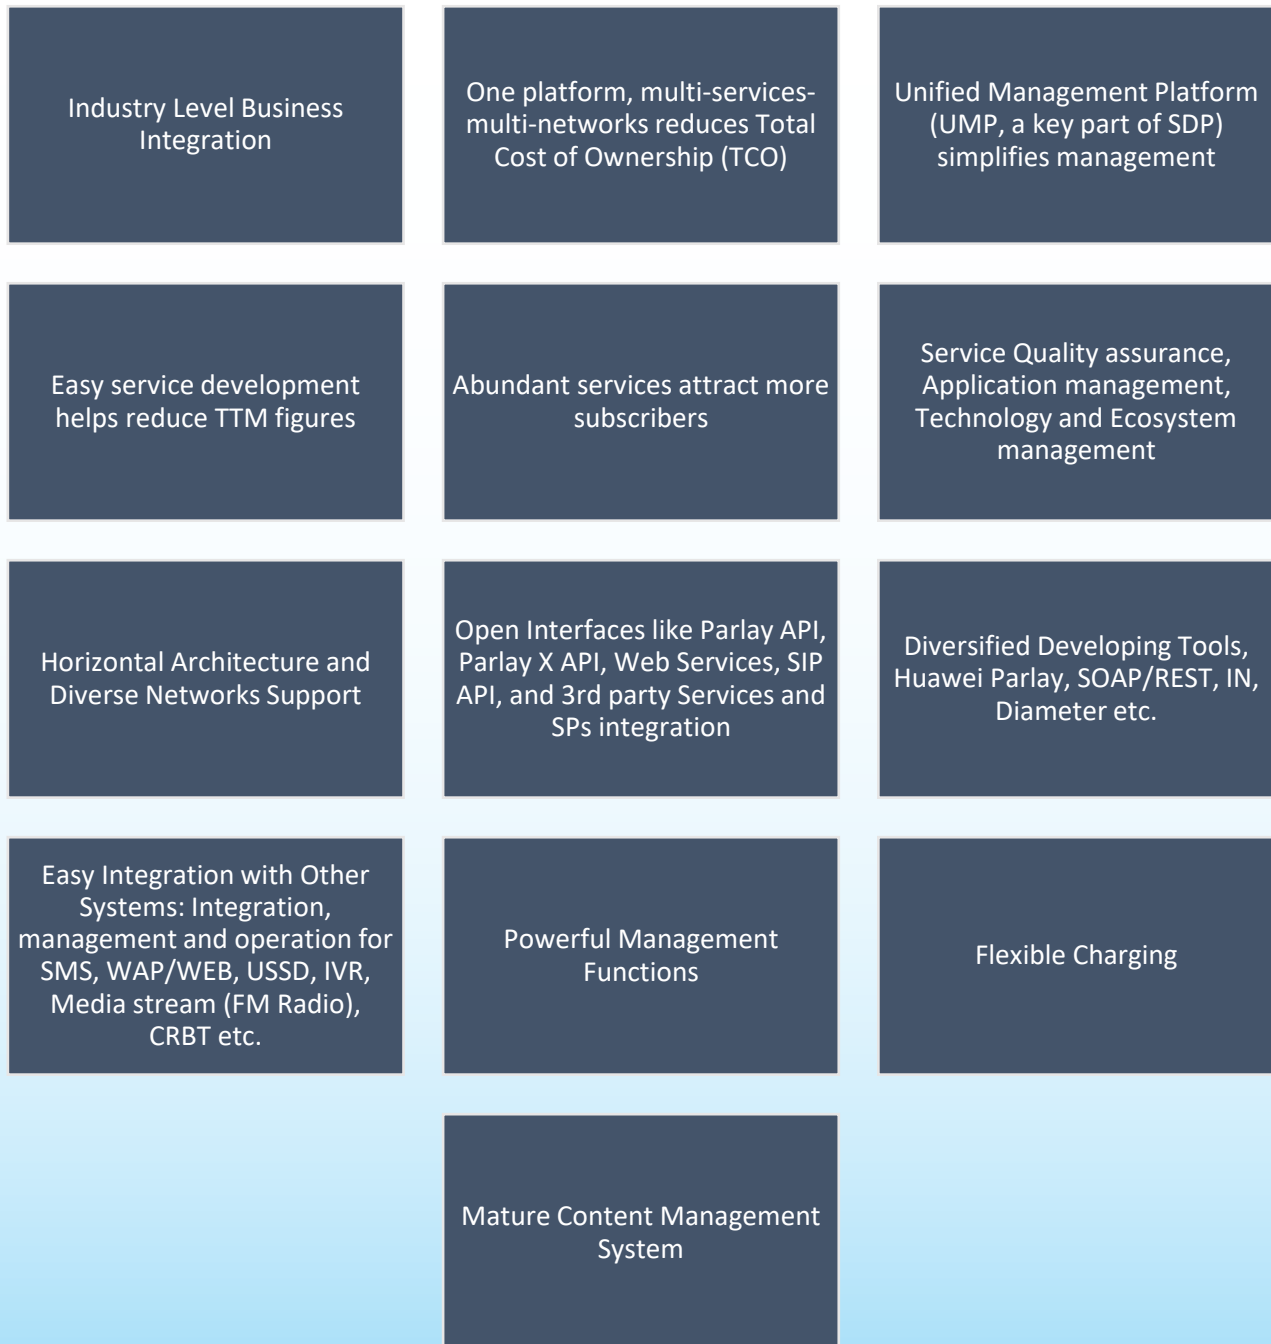 Industry Level Business
Integration
One platform, multi-services-
multi-networks reduces Total
Cost of Ownership (TCO)
Unified Management Platform
(UMP, a key part of SDP)
simplifies management
Easy service development
helps reduce TTM figures
Abundant services attract more
subscribers
Service Quality assurance,
Application management,
Technology and Ecosystem
management
Horizontal Architecture and
Diverse Networks Support
Open Interfaces like Parlay API,
Parlay X API, Web Services, SIP
API, and 3rd party Services and
SPs integration
Diversified Developing Tools,
Huawei Parlay, SOAP/REST, IN,
Diameter etc.
Easy Integration with Other
Systems: Integration,
management and operation for
SMS, WAP/WEB, USSD, IVR,
Media stream (FM Radio),
CRBT etc.
Powerful Management
Functions
Flexible Charging
Mature Content Management
System